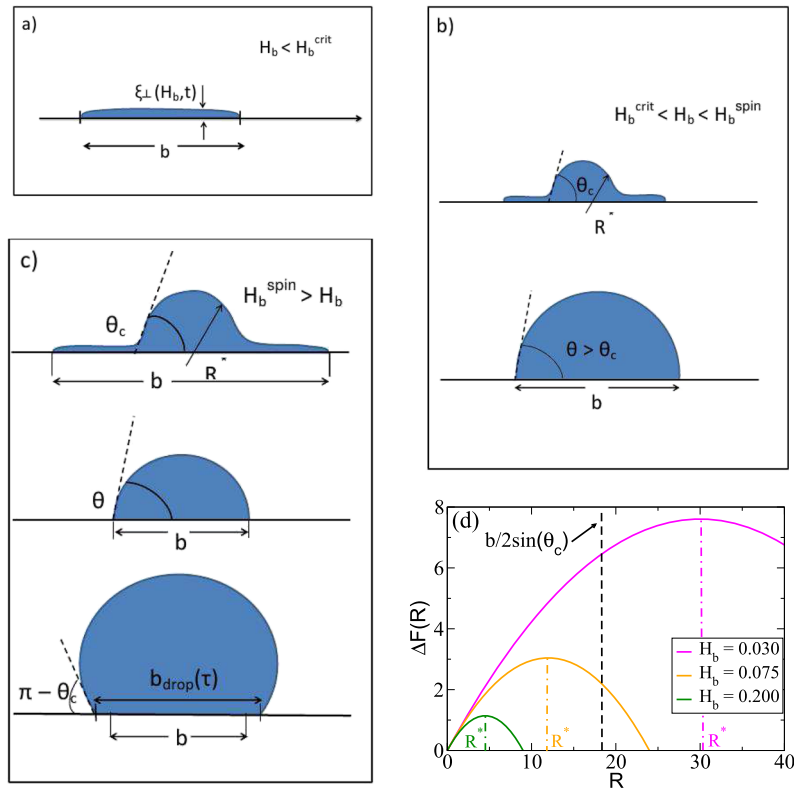 a)
H_b < H_b^crit
ξ⊥(H_b,t)
b
b)
H_b^crit < H_b < H_b^spin
θ_c
R*
θ > θ_c
b
c)
H_b^spin > H_b
θ_c
R*
b
θ
b
π − θ_c
b_drop(τ)
b
(d)
b/2sin(θ_c)
ΔF(R)
8
6
4
2
0
H_b = 0.030
H_b = 0.075
H_b = 0.200
R* R* R*
0 10 20 30 40
R